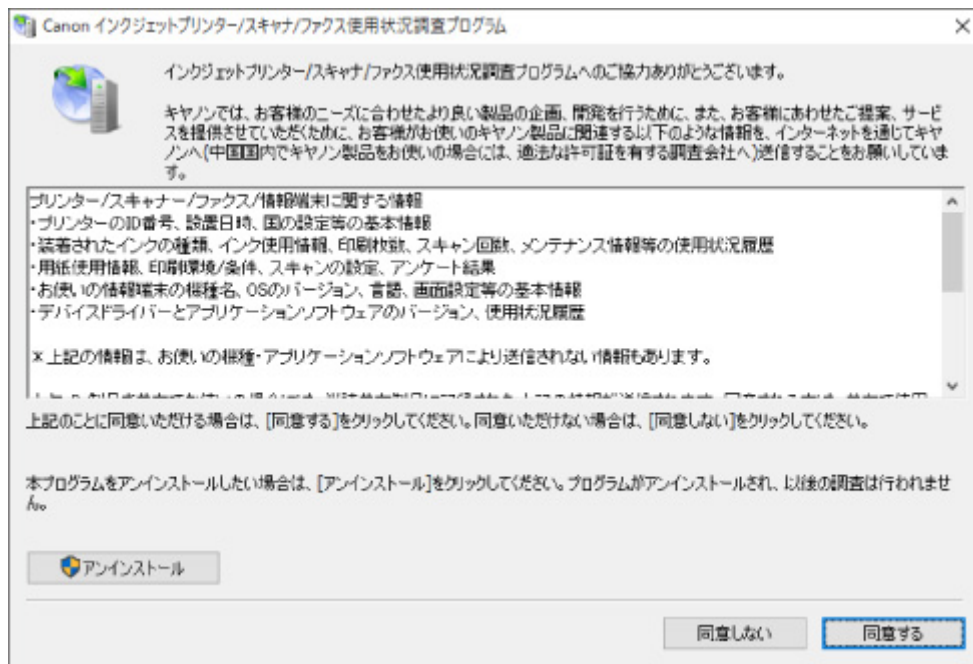 Canon インクジェットプリンター/スキャナ/ファクス使用状況調査プログラム
インクジェットプリンター/スキャナ/ファクス使用状況調査プログラムへのご協力ありがとうございます。
キヤノンでは、お客様のニーズに合わせたより良い製品の企画、開発を行うために、また、お客様にあわせたご提案、サービ
スを提供させていただくために、お客様がお使いのキヤノン製品に関連する以下のような情報を、インターネットを通じてキヤ
ノンへ(中国国内でキヤノン製品をお使いの場合には、適法な許可証を有する調査会社へ)送信することをお願いしていま
す。
プリンター/スキャナー/ファクス/情報端末に関する情報
・プリンターのID番号、設置日時、国の設定等の基本情報
・装着されたインクの種類、インク使用情報、印刷枚数、スキャン回数、メンテナンス情報等の使用状況履歴
・用紙使用情報、印刷環境/条件、スキャンの設定、アンケート結果
・お使いの情報端末の機種名、OSのバージョン、言語、画面設定等の基本情報
・デバイスドライバーとアプリケーションソフトウェアのバージョン、使用状況履歴
* 上記の情報は、お使いの機種・アプリケーションソフトウェアにより送信されない情報もあります。
上記のことに同意いただける場合は、[同意する]をクリックしてください。同意いただけない場合は、[同意しない]をクリックしてください。
本プログラムをアンインストールしたい場合は、[アンインストール]をクリックしてください。プログラムがアンインストールされ、以後の調査は行われませ
ん。
アンインストール
同意しない
同意する